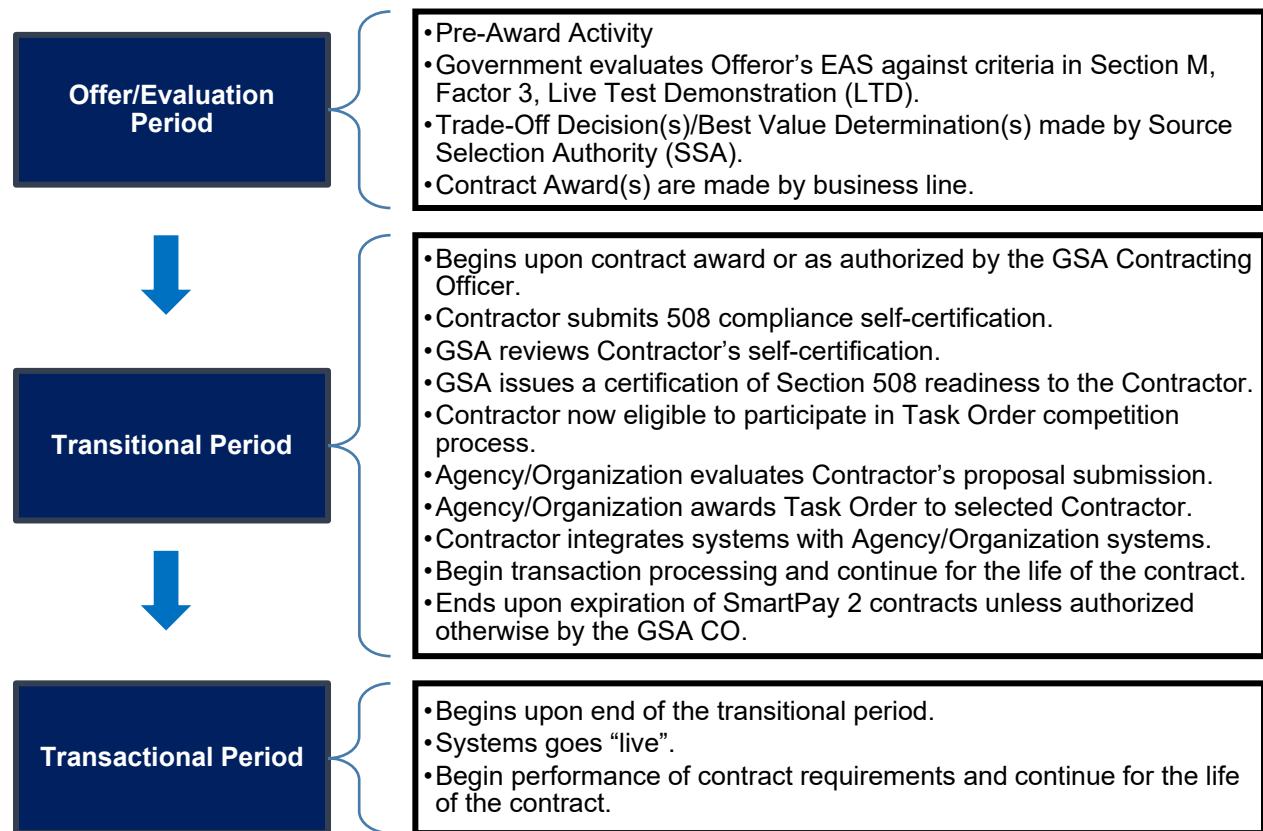 Offer/Evaluation
Period
•Pre-Award Activity
•Government evaluates Offeror’s EAS against criteria in Section M,
Factor 3, Live Test Demonstration (LTD).
•Trade-Off Decision(s)/Best Value Determination(s) made by Source
Selection Authority (SSA).
•Contract Award(s) are made by business line.
Transitional Period
•Begins upon contract award or as authorized by the GSA Contracting
Officer.
•Contractor submits 508 compliance self-certification.
•GSA reviews Contractor’s self-certification.
•GSA issues a certification of Section 508 readiness to the Contractor.
•Contractor now eligible to participate in Task Order competition
process.
•Agency/Organization evaluates Contractor’s proposal submission.
•Agency/Organization awards Task Order to selected Contractor.
•Contractor integrates systems with Agency/Organization systems.
•Begin transaction processing and continue for the life of the contract.
•Ends upon expiration of SmartPay 2 contracts unless authorized
otherwise by the GSA CO.
Transactional Period
•Begins upon end of the transitional period.
•Systems goes “live”.
•Begin performance of contract requirements and continue for the life
of the contract.